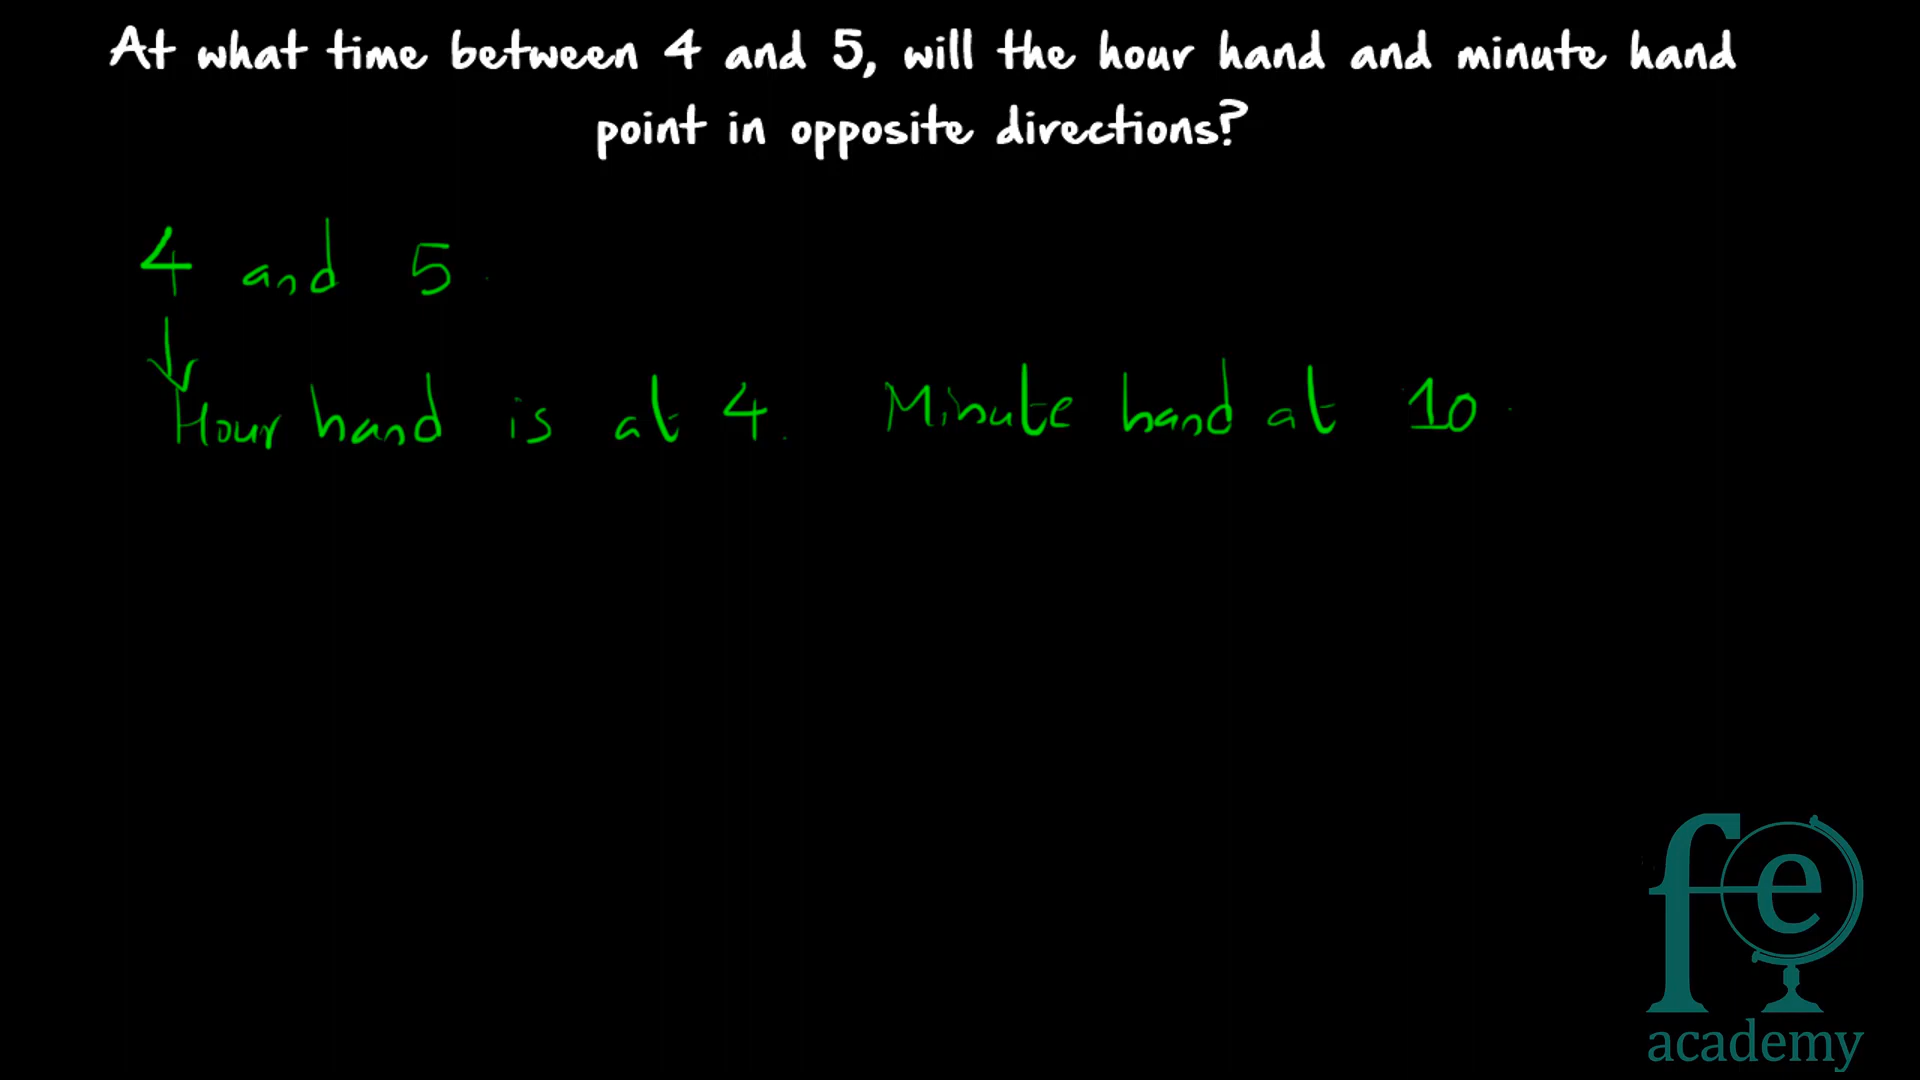 At what time between 4 and 5, will the hour hand and minute hand
point in opposite directions?
4 and 5.
Hour hand is at 4. Minute hand at 10.
fe
academy